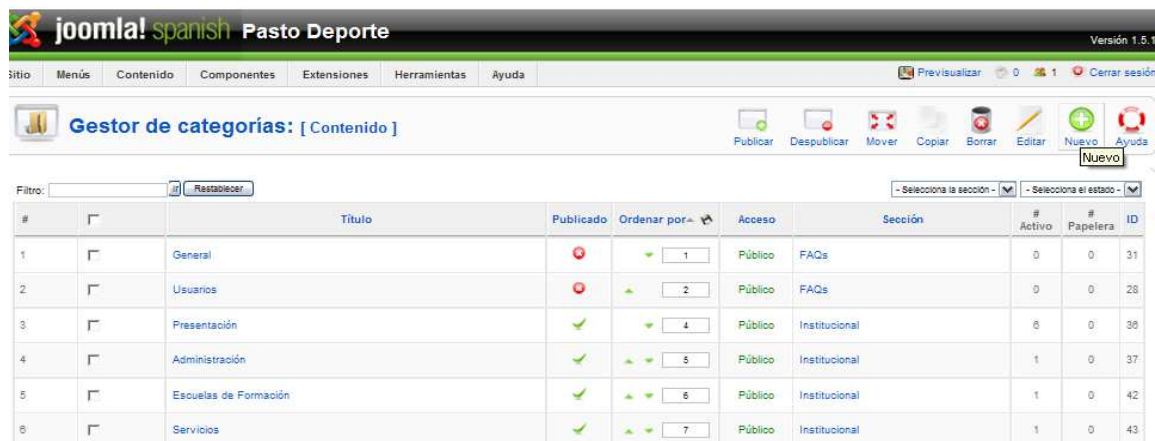 joomla! spanish Pasto Deporte
Versión 1.5.1
Sitio Menús Contenido Componentes Extensiones Herramientas Ayuda Previsualizar 0 1 Cerrar sesión
Gestor de categorías: [ Contenido ]
Publicar Despublicar Mover Copiar Borrar Editar Nuevo Ayuda
Nuevo
Filtro: Ir Restablecer - Selecciona la sección - - Selecciona el estado -
# Título Publicado Ordenar por Acceso Sección # Activo # Papelera ID
1 General 1 Público FAQs 0 0 31
2 Usuarios 2 Público FAQs 0 0 28
3 Presentación 4 Público Institucional 6 0 36
4 Administración 5 Público Institucional 1 0 37
5 Escuelas de Formación 6 Público Institucional 1 0 42
6 Servicios 7 Público Institucional 1 0 43